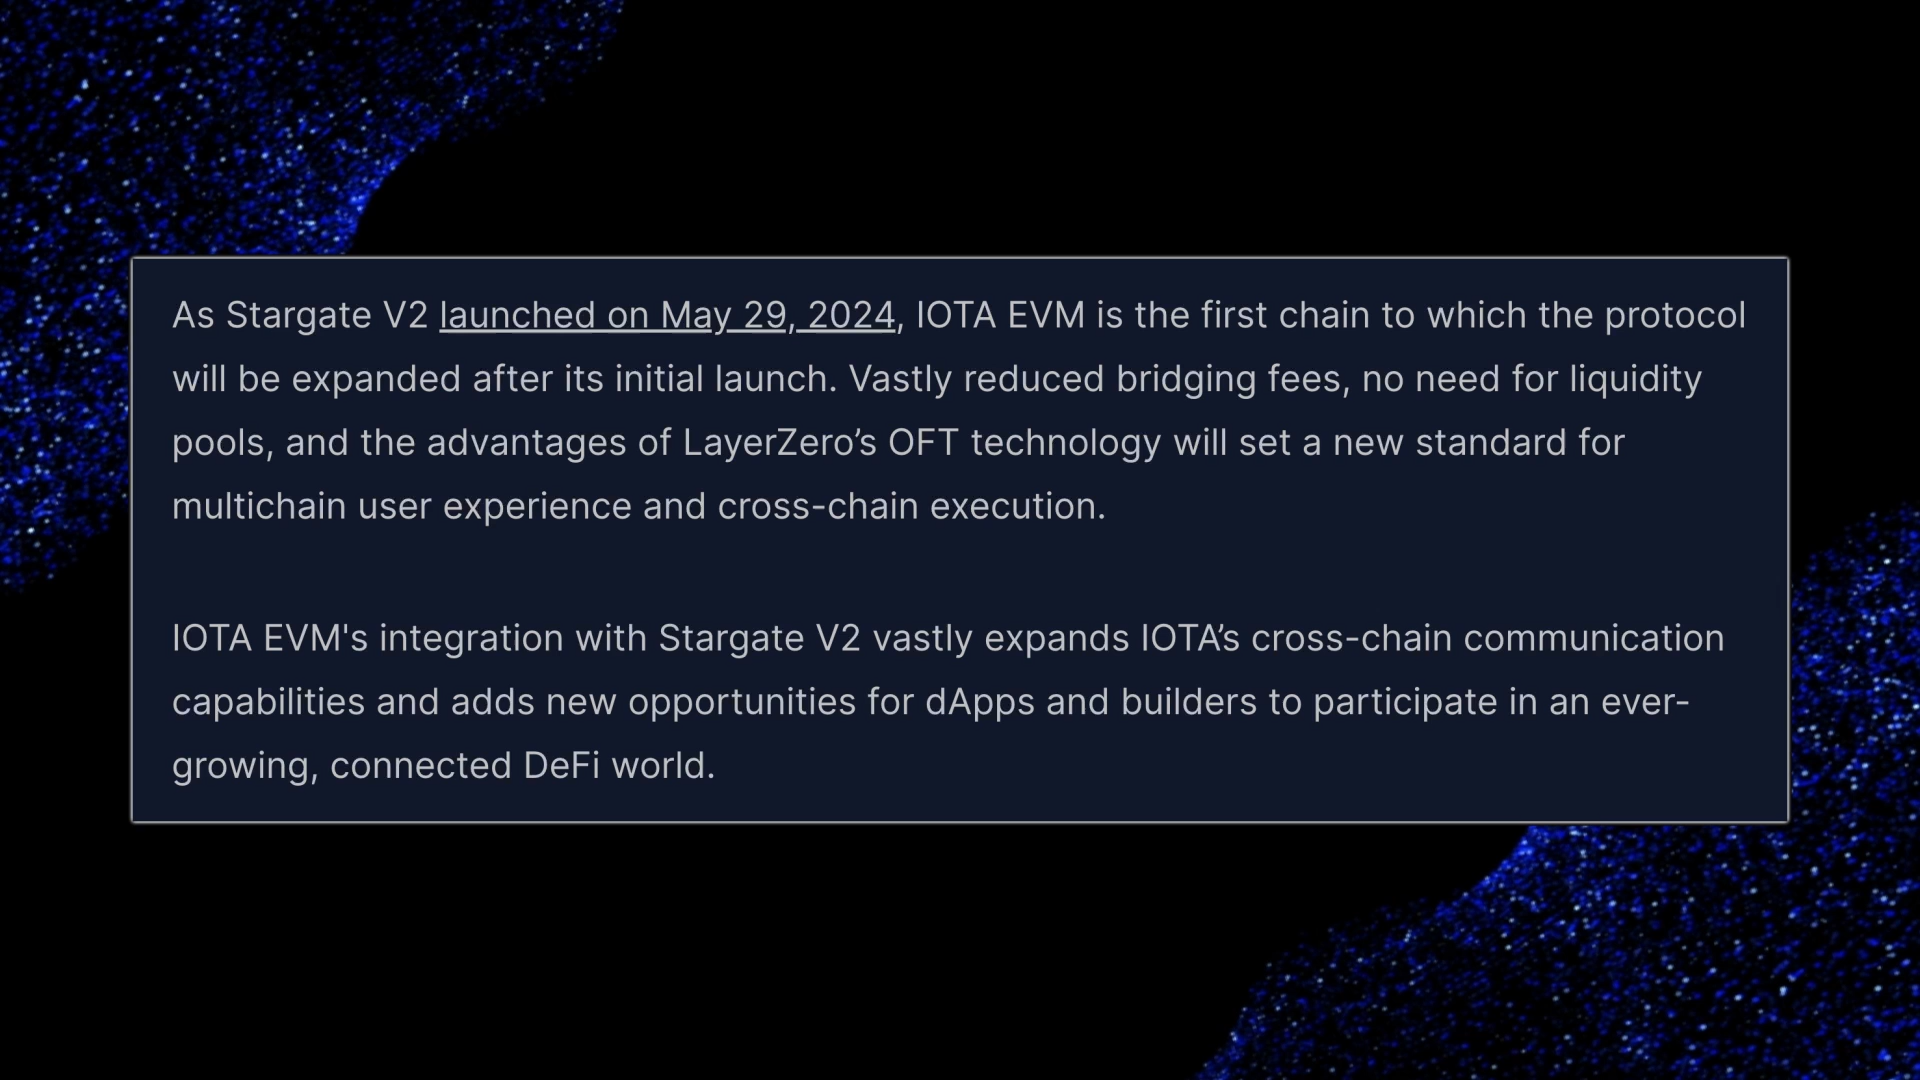 As Stargate V2 launched on May 29, 2024, IOTA EVM is the first chain to which the protocol
will be expanded after its initial launch. Vastly reduced bridging fees, no need for liquidity
pools, and the advantages of LayerZero’s OFT technology will set a new standard for
multichain user experience and cross-chain execution.
IOTA EVM's integration with Stargate V2 vastly expands IOTA’s cross-chain communication
capabilities and adds new opportunities for dApps and builders to participate in an ever-
growing, connected DeFi world.